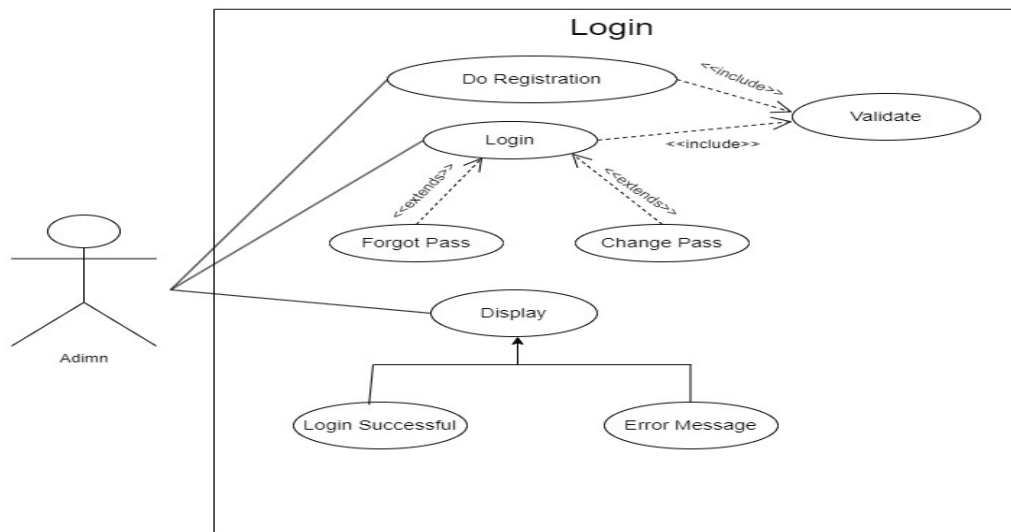 Login
Do Registration
<<include>>
Validate
Login
<<include>>
<<extends>>
<<extends>>
Forgot Pass
Change Pass
Display
Adimn
Login Successful
Error Message